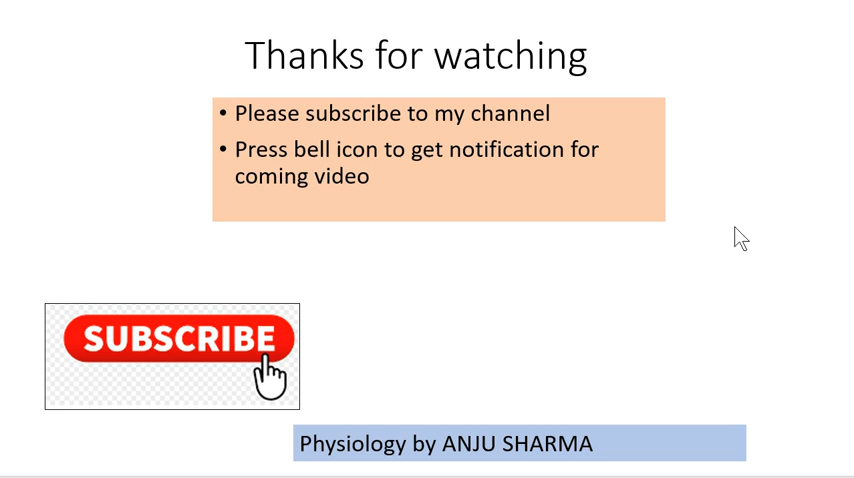 Thanks for watching
• Please subscribe to my channel
• Press bell icon to get notification for
coming video
SUBSCRIBE
Physiology by ANJU SHARMA